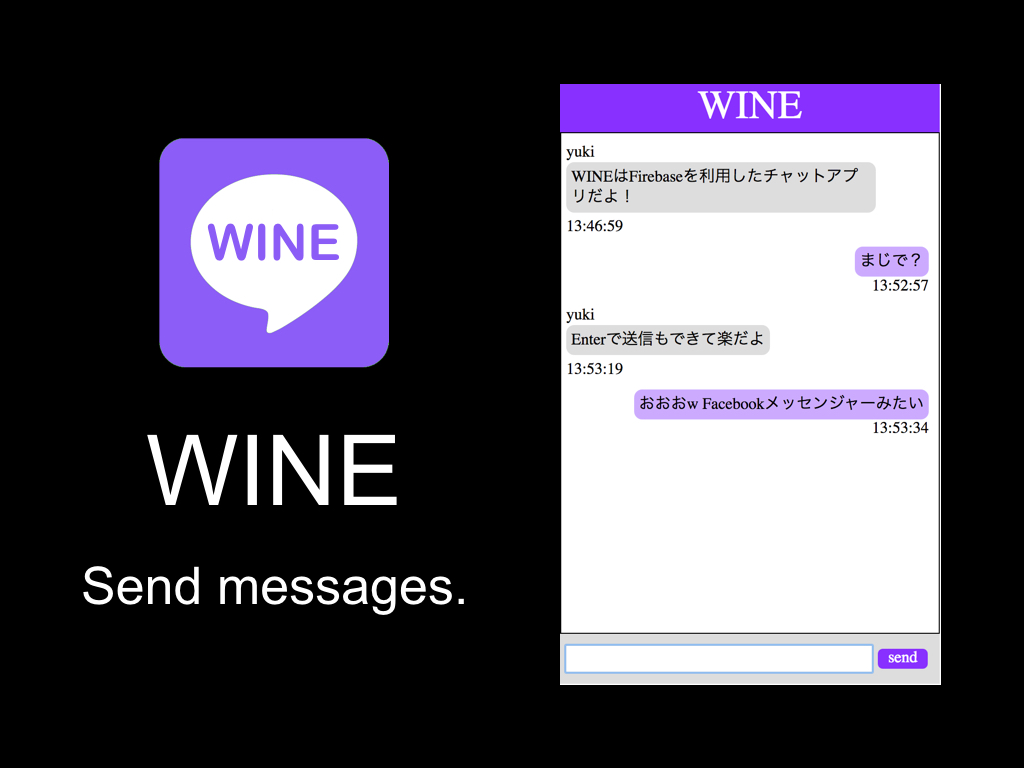 WINE
WINE
Send messages.
WINE
yuki
WINEはFirebaseを利用したチャットアプ
リだよ！
13:46:59
まじで？
13:52:57
yuki
Enterで送信もできて楽だよ
13:53:19
おおおw Facebookメッセンジャーみたい
13:53:34
send